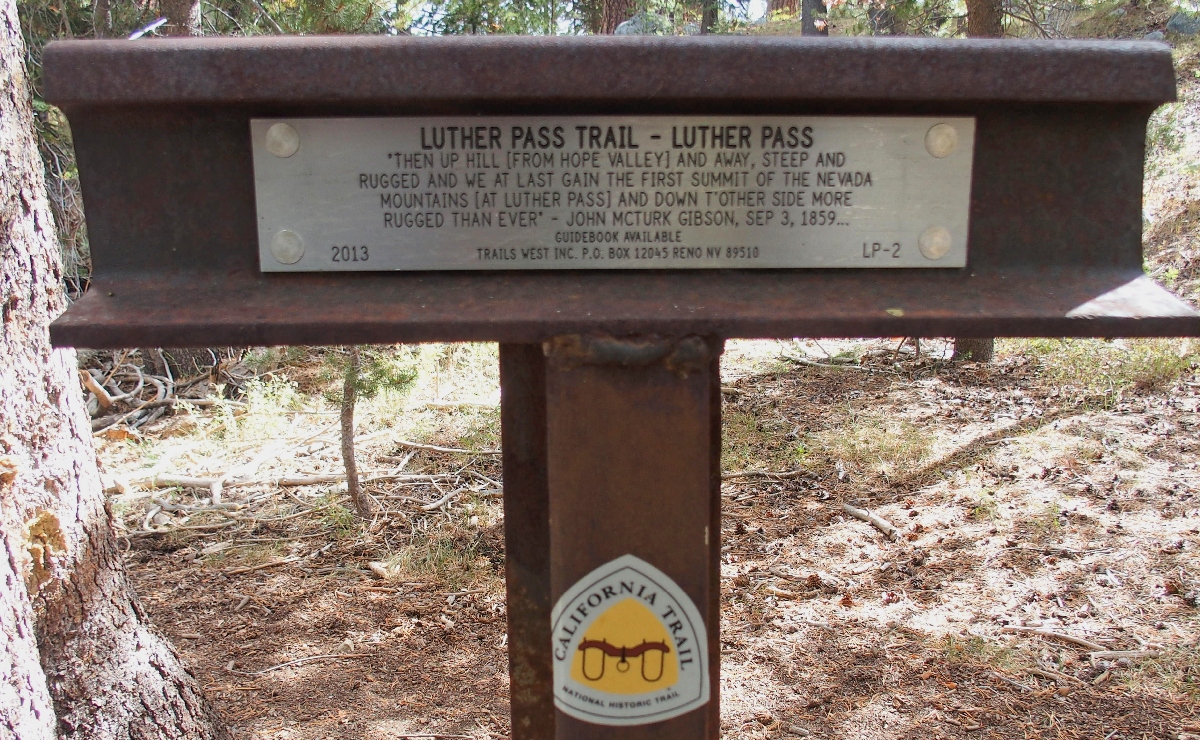 LUTHER PASS TRAIL - LUTHER PASS
"THEN UP HILL [FROM HOPE VALLEY] AND AWAY, STEEP AND
RUGGED AND WE AT LAST GAIN THE FIRST SUMMIT OF THE NEVADA
MOUNTAINS [AT LUTHER PASS] AND DOWN T'OTHER SIDE MORE
RUGGED THAN EVER" - JOHN MCTURK GIBSON, SEP 3, 1859...
GUIDEBOOK AVAILABLE
2013 TRAILS WEST INC. P.O. BOX 12045 RENO NV 89510 LP-2
CALIFORNIA TRAIL
NATIONAL HISTORIC TRAIL